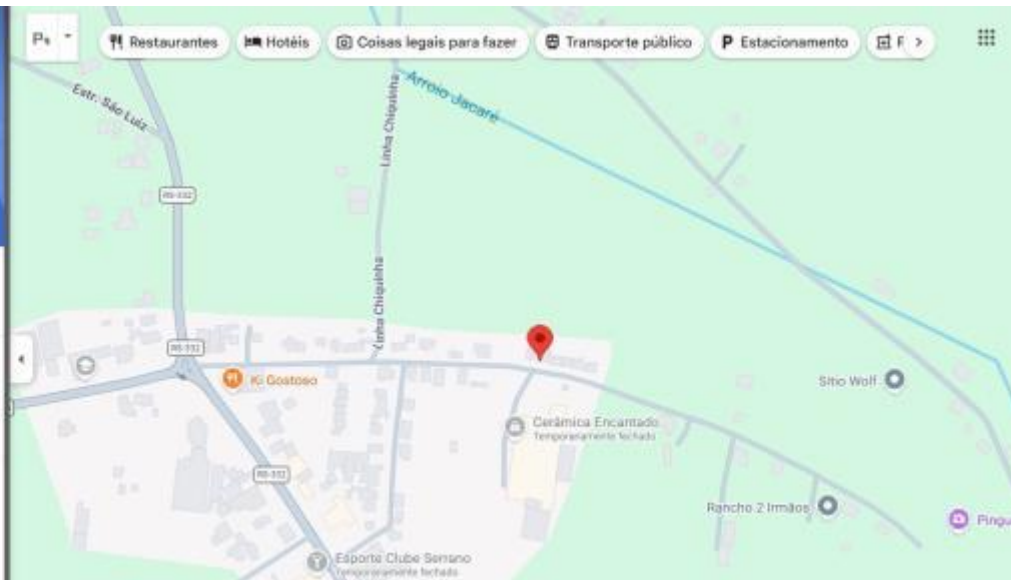 Restaurantes
Hotéis
Coisas legais para fazer
Transporte público
P Estacionamento
F
Estr. São Luiz
Linha Chiquinha
Arroio Jacaré
RS-332
Linha Chiquinha
RS-332
Ki Gostoso
Sítio Wolf
Cerâmica Encantado
Temporariamente fechado
RS-332
Rancho 2 Irmãos
Pingu
Esporte Clube Serrano
Temporariamente fechado